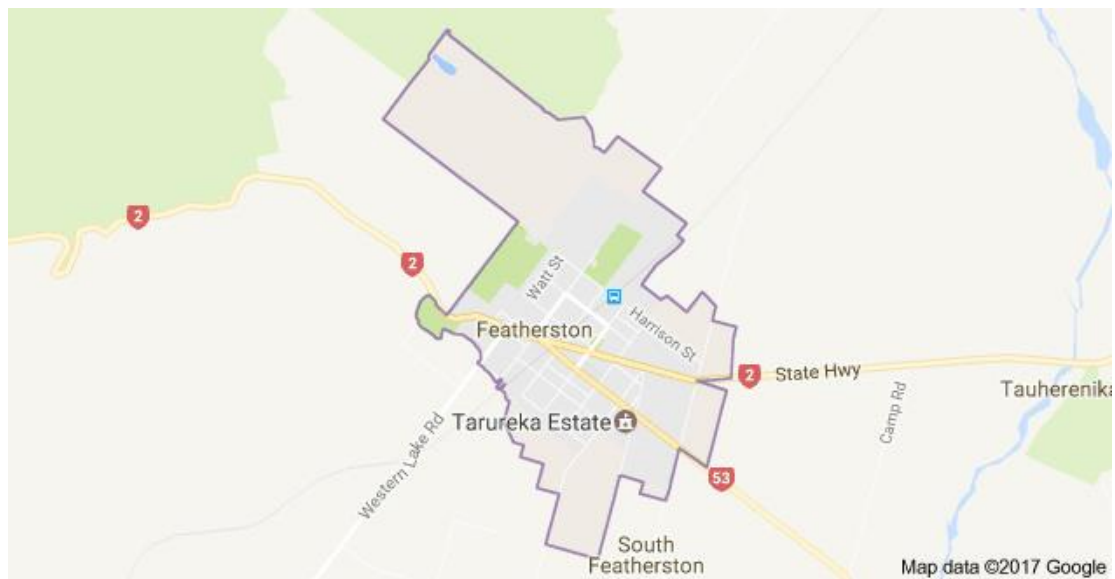 2
2
Watt St
Harrison St
Featherston
2
State Hwy
Tauherenika
Camp Rd
Tarureka Estate
Western Lake Rd
53
South
Featherston
Map data ©2017 Google